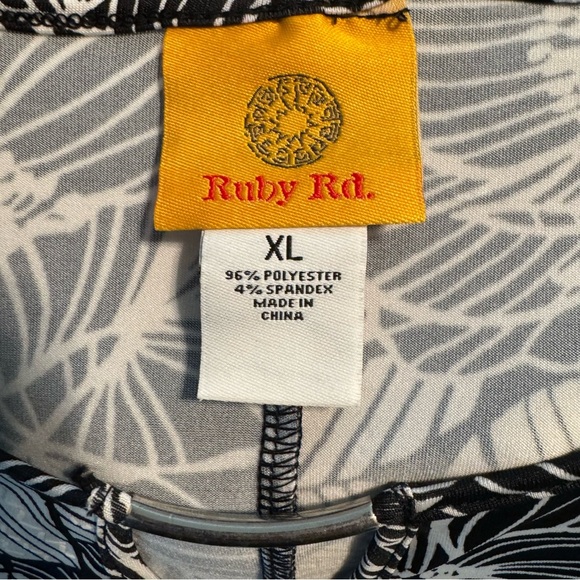 Ruby Rd.
XL
96% POLYESTER
4% SPANDEX
MADE IN
CHINA